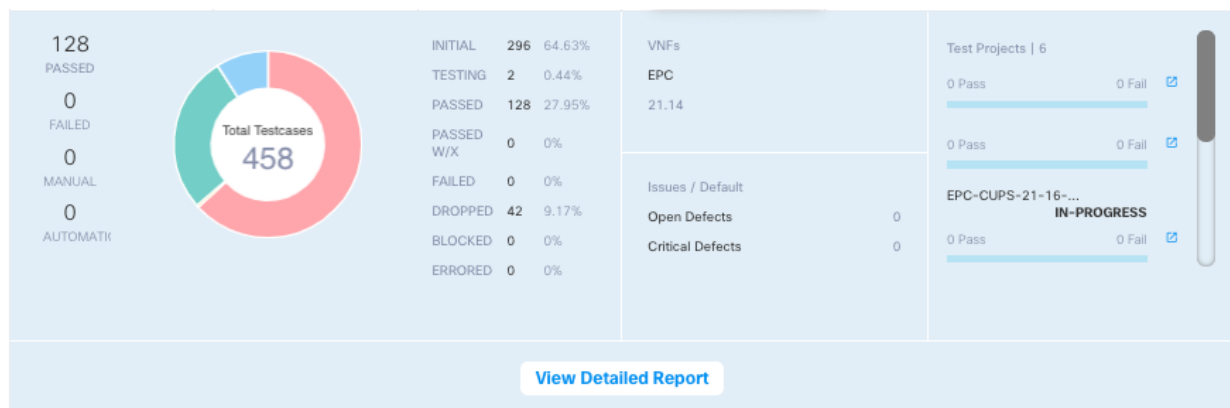 128
PASSED
0
FAILED
0
MANUAL
0
AUTOMATI
Total Testcases
458
INITIAL 296 64.63%
TESTING 2 0.44%
PASSED 128 27.95%
PASSED
W/X 0 0%
FAILED 0 0%
DROPPED 42 9.17%
BLOCKED 0 0%
ERRORED 0 0%
VNFs
EPC
21.14
Issues / Default
Open Defects 0
Critical Defects 0
Test Projects | 6
0 Pass 0 Fail
0 Pass 0 Fail
EPC-CUPS-21-16-...
IN-PROGRESS
0 Pass 0 Fail
View Detailed Report